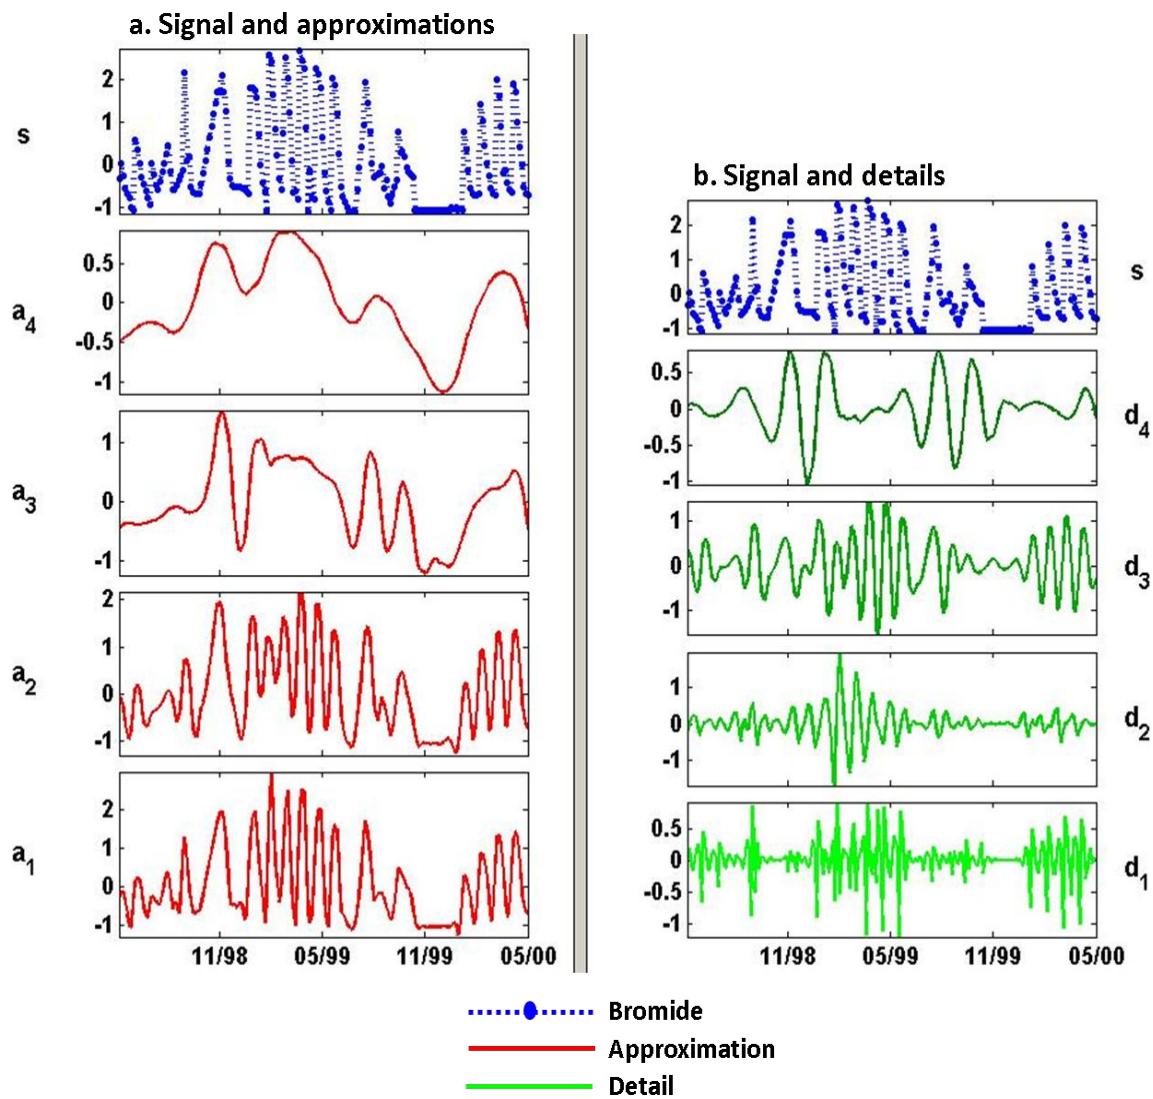 a. Signal and approximations
s
2
1
0
-1
a4
0.5
0
-0.5
-1
a3
1
0
-1
a2
2
1
0
-1
a1
2
1
0
-1
11/98 05/99 11/99 05/00
b. Signal and details
s
2
1
0
-1
d4
0.5
0
-0.5
-1
d3
1
0
-1
d2
1
0
-1
d1
0.5
0
-0.5
-1
11/98 05/99 11/99 05/00
Bromide
Approximation
Detail